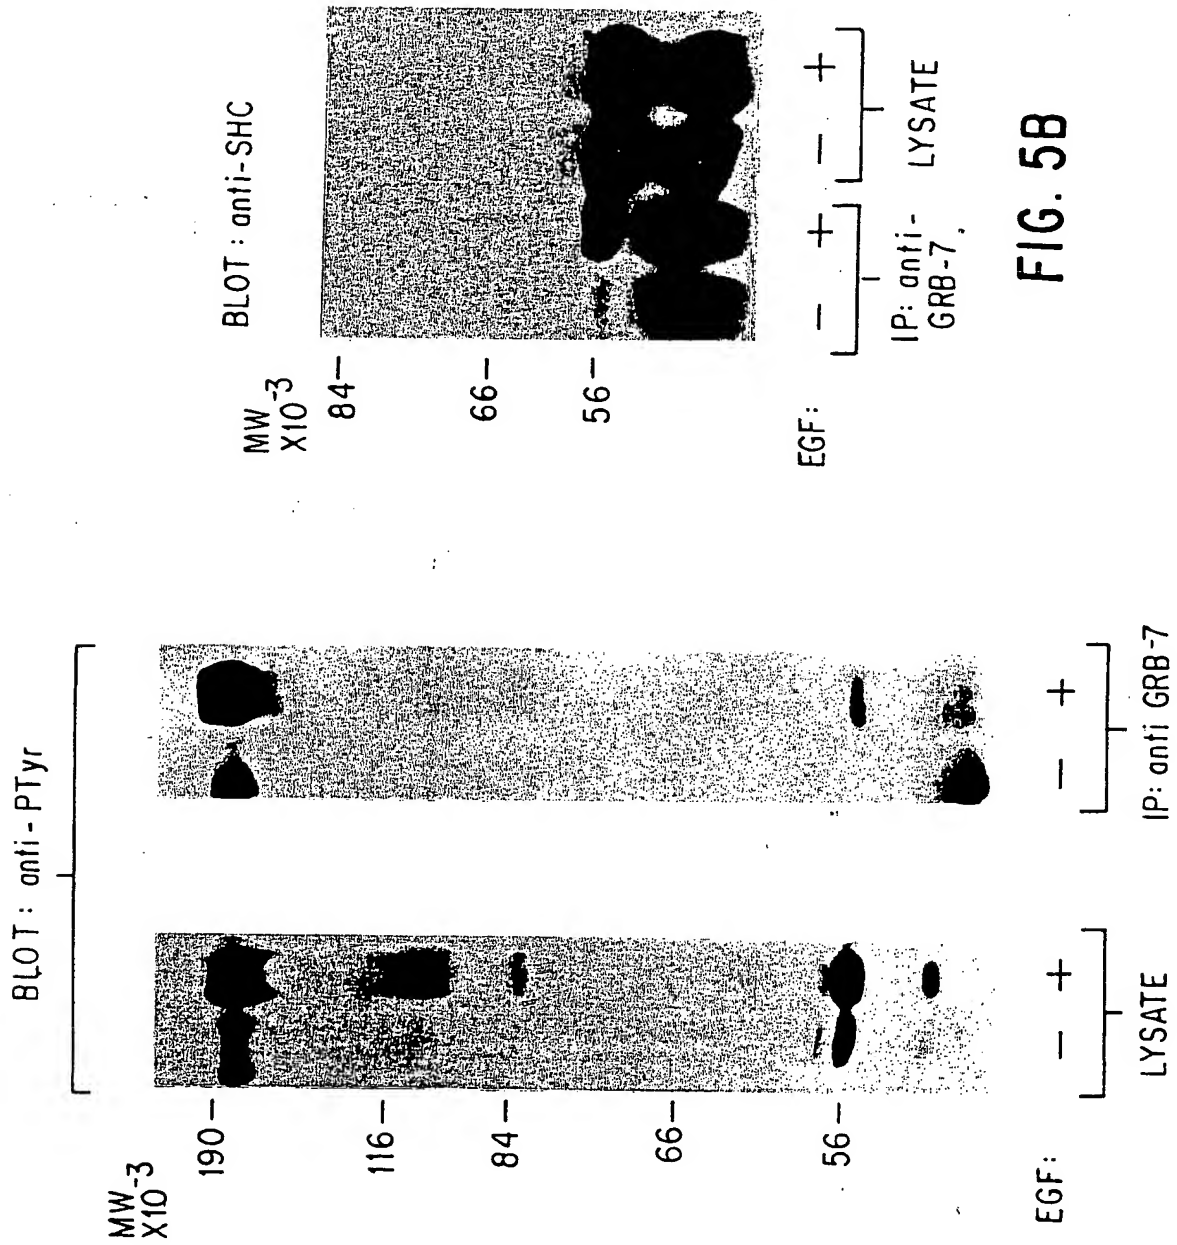 BLOT: anti-PTyr
MW
X10-3
190-
116-
84-
66-
56-
EGF:
- + - +
LYSATE
IP: anti GRB-7
BLOT: anti-SHC
MW
X10-3
84-
66-
56-
EGF:
- + - +
IP: anti-
GRB-7
LYSATE
FIG. 5B